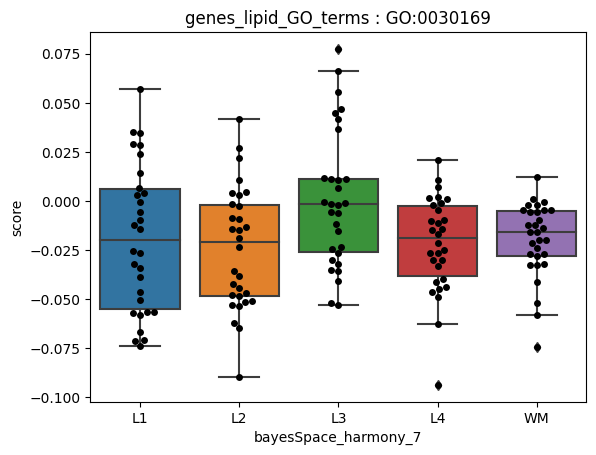 genes_lipid_GO_terms : GO:0030169
0.075
0.050
0.025
0.000
−0.025
−0.050
−0.075
−0.100
score
L1 L2 L3 L4 WM
bayesSpace_harmony_7